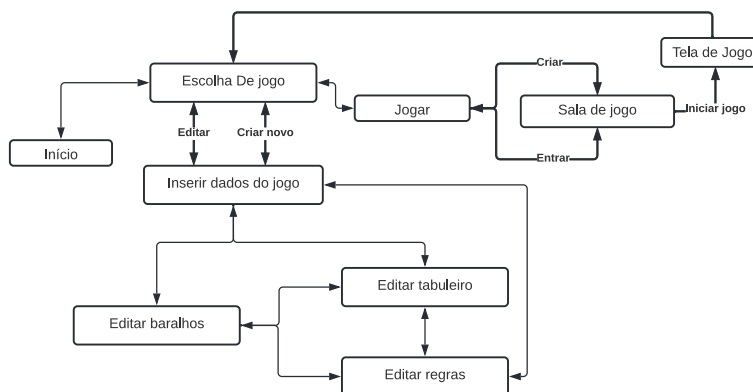 Tela de Jogo
Criar
Escolha De jogo
Jogar
Sala de jogo
Iniciar jogo
Editar
Criar novo
Início
Entrar
Inserir dados do jogo
Editar tabuleiro
Editar baralhos
Editar regras